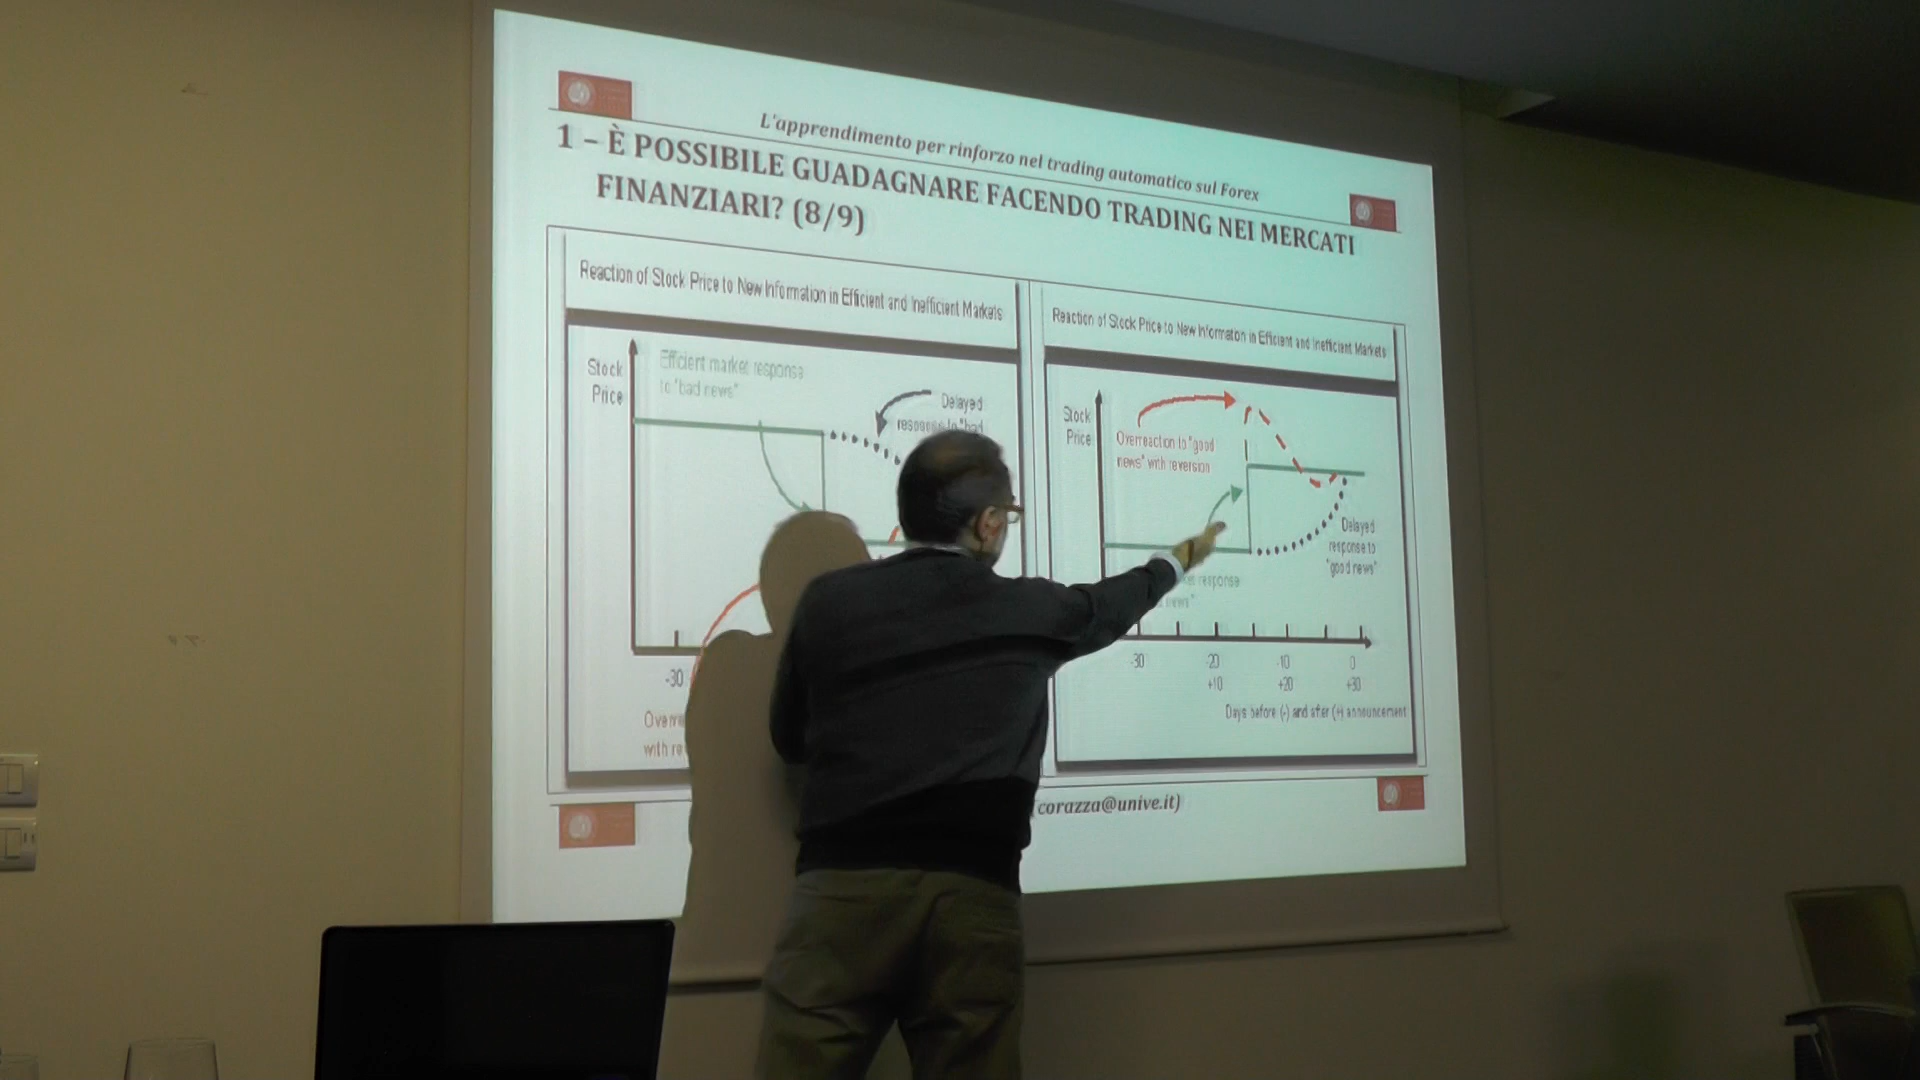 L'apprendimento per rinforzo nel trading automatico sul Forex
1 – È POSSIBILE GUADAGNARE FACENDO TRADING NEI MERCATI
FINANZIARI? (8/9)
Reaction of Stock Price to New Information in Efficient and Inefficient Markets
Stock
Price
Efficient market response
to "bad news"
Delayed
-30
with re
Reaction of Stock Price to New Information in Efficient and Inefficient Markets
Stock
Price
Overreaction to "good
news" with reversion
Delayed
response to
"good news"
response
news"
-30 -20 -10 0
+10 +20 +30
Days before (-) and after (+) announcement
(corazza@unive.it)